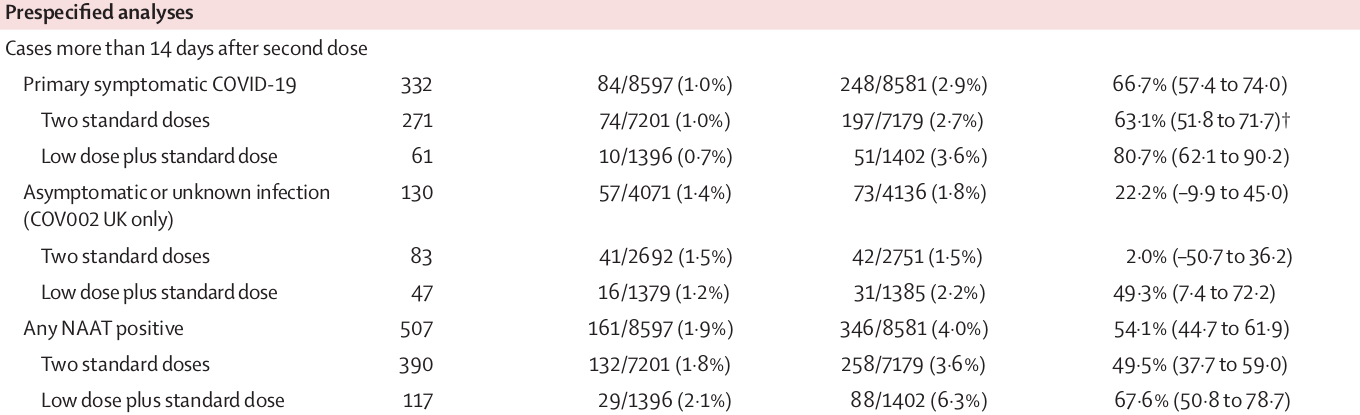 Prespecified analyses
Cases more than 14 days after second dose
Primary symptomatic COVID-19 332 84/8597 (1·0%) 248/8581 (2·9%) 66·7% (57·4 to 74·0)
Two standard doses 271 74/7201 (1·0%) 197/7179 (2·7%) 63·1% (51·8 to 71·7)†
Low dose plus standard dose 61 10/1396 (0·7%) 51/1402 (3·6%) 80·7% (62·1 to 90·2)
Asymptomatic or unknown infection 130 57/4071 (1·4%) 73/4136 (1·8%) 22·2% (–9·9 to 45·0)
(COV002 UK only)
Two standard doses 83 41/2692 (1·5%) 42/2751 (1·5%) 2·0% (–50·7 to 36·2)
Low dose plus standard dose 47 16/1379 (1·2%) 31/1385 (2·2%) 49·3% (7·4 to 72·2)
Any NAAT positive 507 161/8597 (1·9%) 346/8581 (4·0%) 54·1% (44·7 to 61·9)
Two standard doses 390 132/7201 (1·8%) 258/7179 (3·6%) 49·5% (37·7 to 59·0)
Low dose plus standard dose 117 29/1396 (2·1%) 88/1402 (6·3%) 67·6% (50·8 to 78·7)